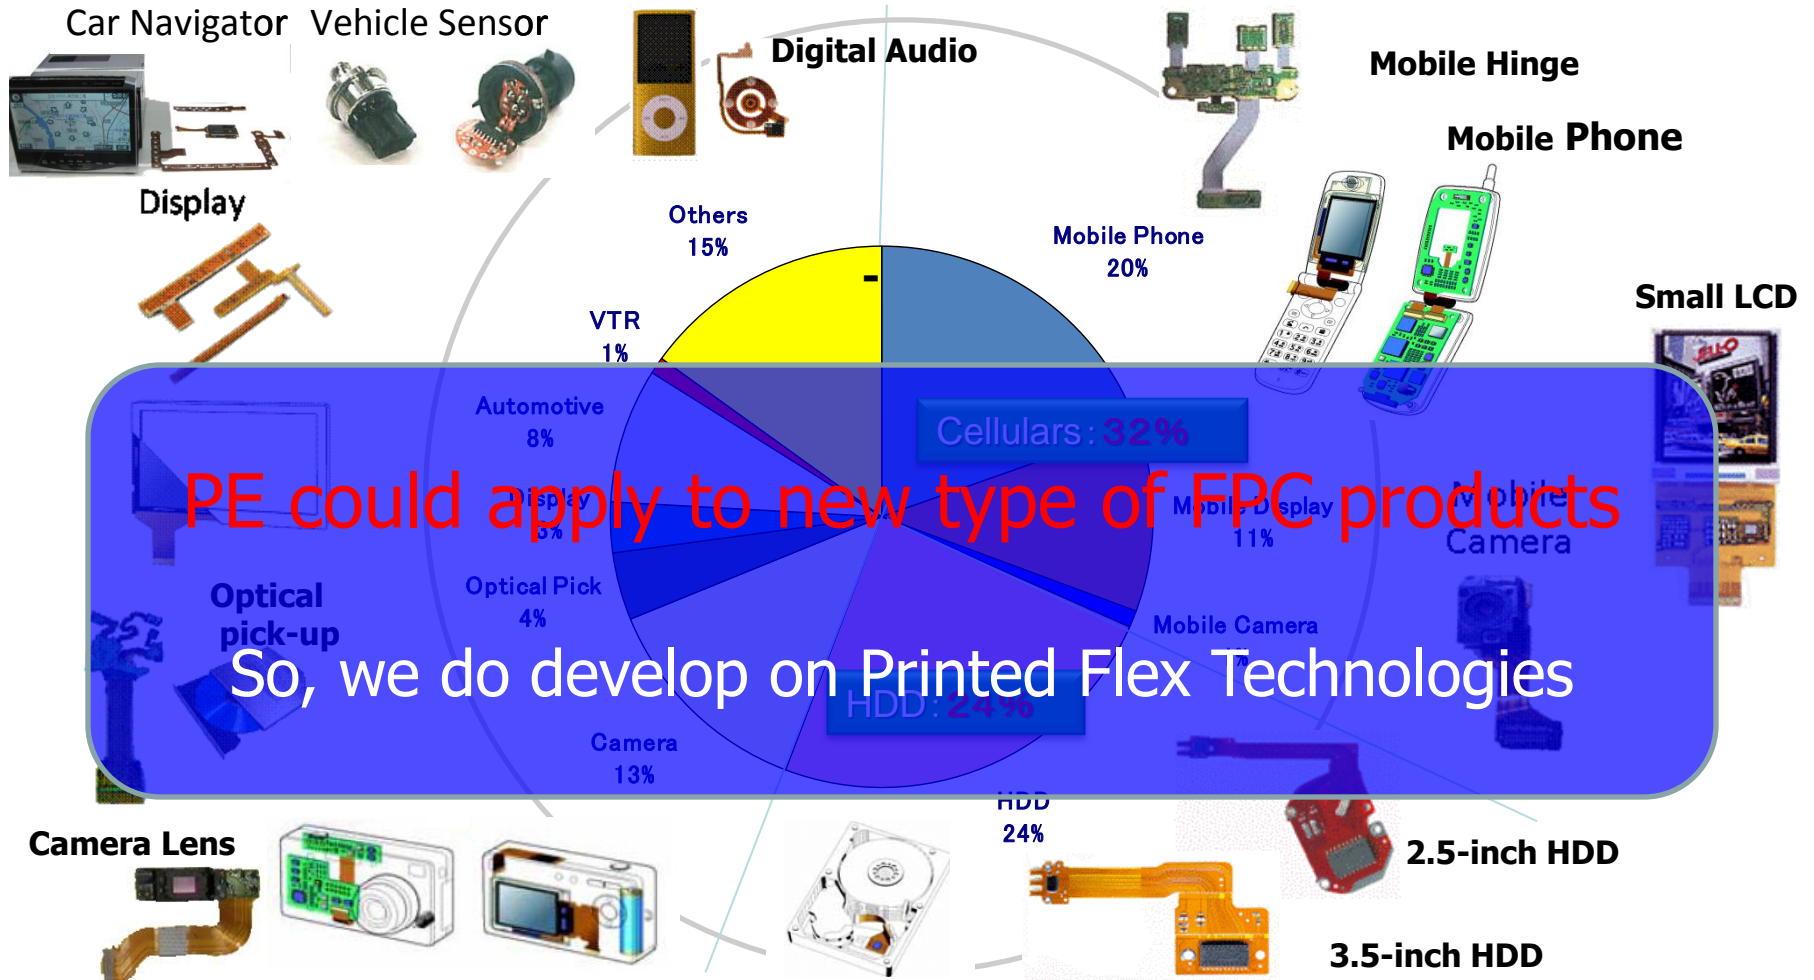 Car Navigator
Vehicle Sensor
Digital Audio
Mobile Hinge
Mobile Phone
Display
Others
15%
Mobile Phone
20%
Small LCD
VTR
1%
Automotive
8%
Cellulars: 32%
PE could apply to new type of FPC products
Display
Mobile Display
11%
Mobile
Camera
Optical Pick
4%
Optical
pick-up
Mobile Camera
So, we do develop on Printed Flex Technologies
HDD: 24%
Camera
13%
HDD
24%
Camera Lens
2.5-inch HDD
3.5-inch HDD